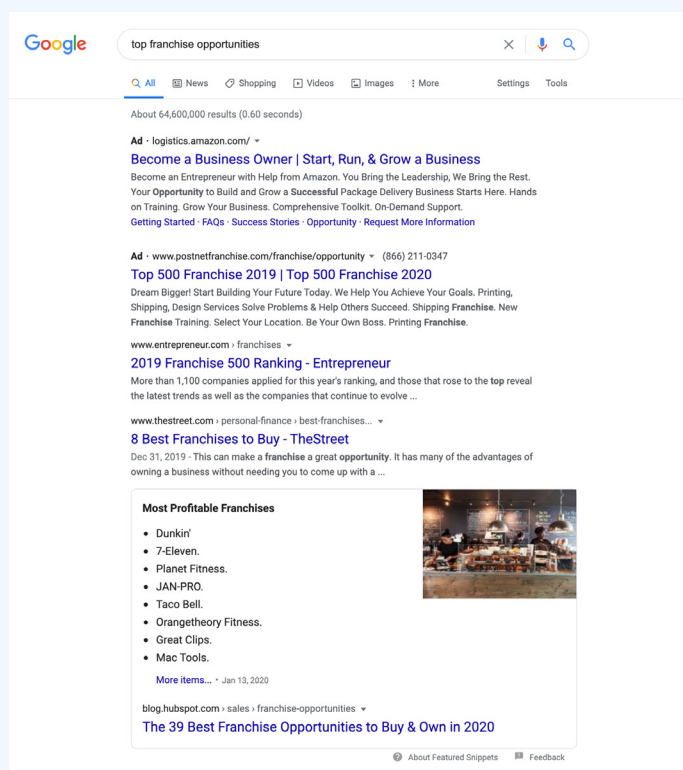 Google
top franchise opportunities
All News Shopping Videos Images More Settings Tools
About 64,600,000 results (0.60 seconds)
Ad · logistics.amazon.com/
Become a Business Owner | Start, Run, & Grow a Business
Become an Entrepreneur with Help from Amazon. You Bring the Leadership, We Bring the Rest.
Your Opportunity to Build and Grow a Successful Package Delivery Business Starts Here. Hands
on Training. Grow Your Business. Comprehensive Toolkit. On-Demand Support.
Getting Started · FAQs · Success Stories · Opportunity · Request More Information
Ad · www.postnetfranchise.com/franchise/opportunity (866) 211-0347
Top 500 Franchise 2019 | Top 500 Franchise 2020
Dream Bigger! Start Building Your Future Today. We Help You Achieve Your Goals. Printing,
Shipping, Design Services Solve Problems & Help Others Succeed. Shipping Franchise. New
Franchise Training. Select Your Location. Be Your Own Boss. Printing Franchise.
www.entrepreneur.com › franchises
2019 Franchise 500 Ranking - Entrepreneur
More than 1,100 companies applied for this year's ranking, and those that rose to the top reveal
the latest trends as well as the companies that continue to evolve ...
www.thestreet.com › personal-finance › best-franchises...
8 Best Franchises to Buy - TheStreet
Dec 31, 2019 - This can make a franchise a great opportunity. It has many of the advantages of
owning a business without needing you to come up with a ...
Most Profitable Franchises
• Dunkin'
• 7-Eleven.
• Planet Fitness.
• JAN-PRO.
• Taco Bell.
• Orangetheory Fitness.
• Great Clips.
• Mac Tools.
More items... • Jan 13, 2020
blog.hubspot.com › sales › franchise-opportunities
The 39 Best Franchise Opportunities to Buy & Own in 2020
About Featured Snippets Feedback